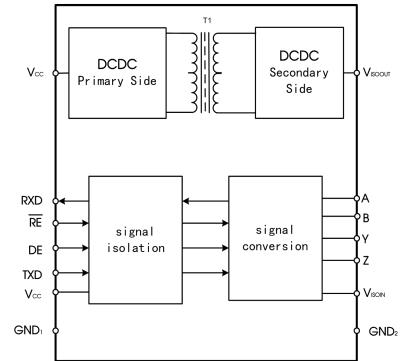 T1
DCDC
Primary Side
DCDC
Secondary
Side
Vcc
VISOOUT
RXD
RE
DE
TXD
Vcc
GND1
signal
isolation
signal
conversion
A
B
Y
Z
VISOIN
GND2